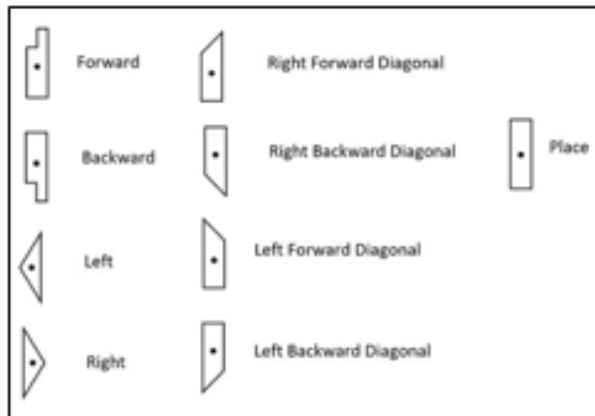 Forward
Backward
Left
Right
Right Forward Diagonal
Right Backward Diagonal
Left Forward Diagonal
Left Backward Diagonal
Place